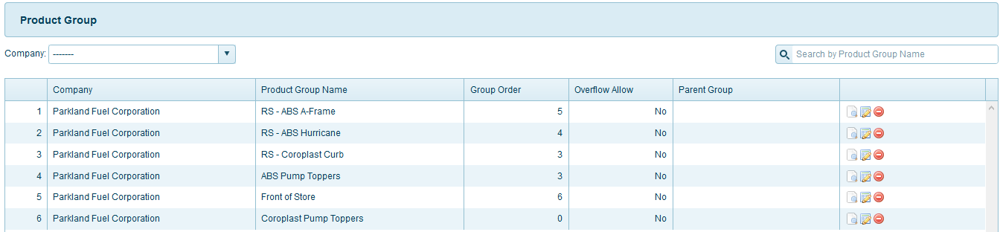 Product Group
Company: ------- Search by Product Group Name
Company Product Group Name Group Order Overflow Allow Parent Group
1 Parkland Fuel Corporation RS - ABS A-Frame 5 No
2 Parkland Fuel Corporation RS - ABS Hurricane 4 No
3 Parkland Fuel Corporation RS - Coroplast Curb 3 No
4 Parkland Fuel Corporation ABS Pump Toppers 3 No
5 Parkland Fuel Corporation Front of Store 6 No
6 Parkland Fuel Corporation Coroplast Pump Toppers 0 No